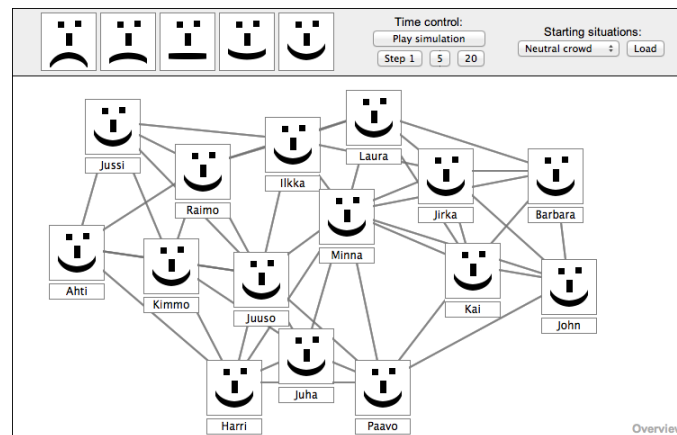 Time control:
Play simulation
Step 1 5 20
Starting situations:
Neutral crowd Load
Jussi
Raimo
Ilkka
Laura
Jirka
Barbara
Minna
Ahti
Kimmo
Juuso
Kai
John
Harri
Juha
Paavo